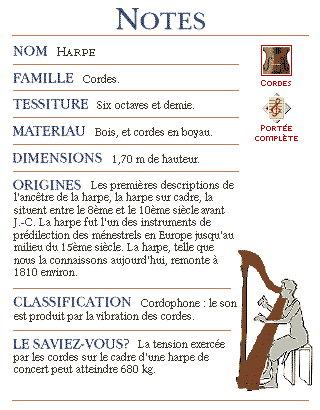 NOTES
NOM HARPE
FAMILLE Cordes.
TESSITURE Six octaves et demie.
MATERIAU Bois, et cordes en boyau.
DIMENSIONS 1,70 m de hauteur.
CORDES
PORTÉE
COMPLÈTE
ORIGINES Les premières descriptions de
l'ancêtre de la harpe, la harpe sur cadre, la
situent entre le 8ème et le 10ème siècle avant
J.-C. La harpe fut l'un des instruments de
prédilection des ménestrels en Europe jusqu'au
milieu du 15ème siècle. La harpe, telle que
nous la connaissons aujourd'hui, remonte à
1810 environ.
CLASSIFICATION Cordophone : le son
est produit par la vibration des cordes.
LE SAVIEZ-VOUS? La tension exercée
par les cordes sur le cadre d'une harpe de
concert peut atteindre 680 kg.